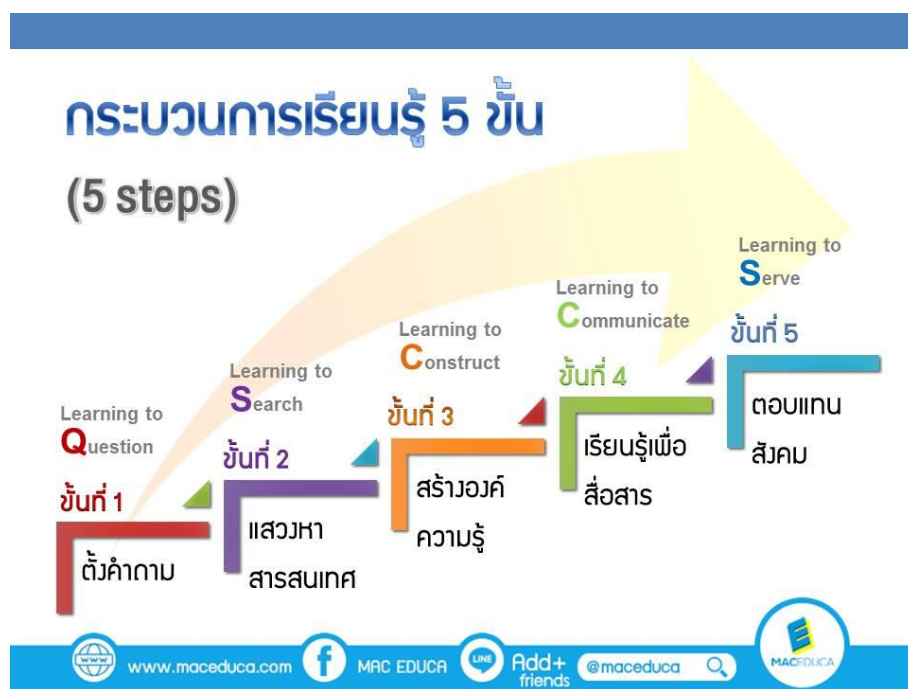 กระบวนการเรียนรู้ 5 ขั้น
(5 steps)
Learning to
Question
ขั้นที่ 1
ตั้งคำถาม
Learning to
Search
ขั้นที่ 2
แสวงหา
สารสนเทศ
Learning to
Construct
ขั้นที่ 3
สร้างองค์
ความรู้
Learning to
Communicate
ขั้นที่ 4
เรียนรู้เพื่อ
สื่อสาร
Learning to
Serve
ขั้นที่ 5
ตอบแทน
สังคม
www www.maceduca.com f MAC EDUCA LINE Add+ friends @maceduca
MACEDUCA